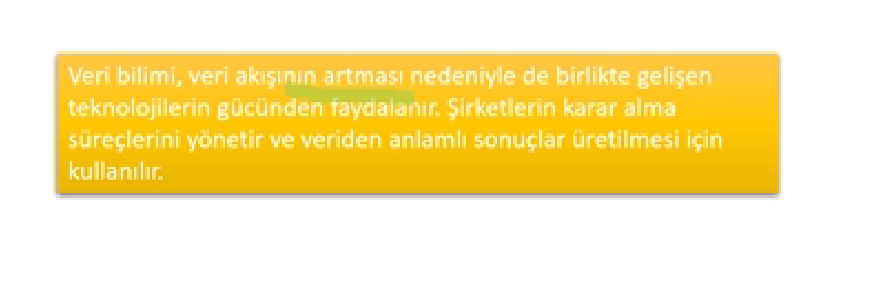 Veri bilimi, veri akışının artması nedeniyle de birlikte gelişen
teknolojilerin gücünden faydalanır. Şirketlerin karar alma
süreçlerini yönetir ve veriden anlamlı sonuçlar üretilmesi için
kullanılır.